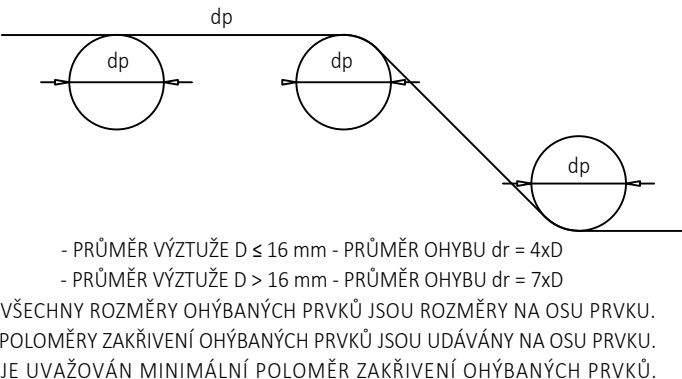 dp
dp
dp
dp
- PRŮMĚR VÝZTUŽE D ≤ 16 mm - PRŮMĚR OHYBU dr = 4xD
- PRŮMĚR VÝZTUŽE D > 16 mm - PRŮMĚR OHYBU dr = 7xD
VŠECHNY ROZMĚRY OHÝBANÝCH PRVKŮ JSOU ROZMĚRY NA OSU PRVKU.
POLOMĚRY ZAKŘIVENÍ OHÝBANÝCH PRVKŮ JSOU UDÁVÁNY NA OSU PRVKU.
JE UVAŽOVÁN MINIMÁLNÍ POLOMĚR ZAKŘIVENÍ OHÝBANÝCH PRVKŮ.